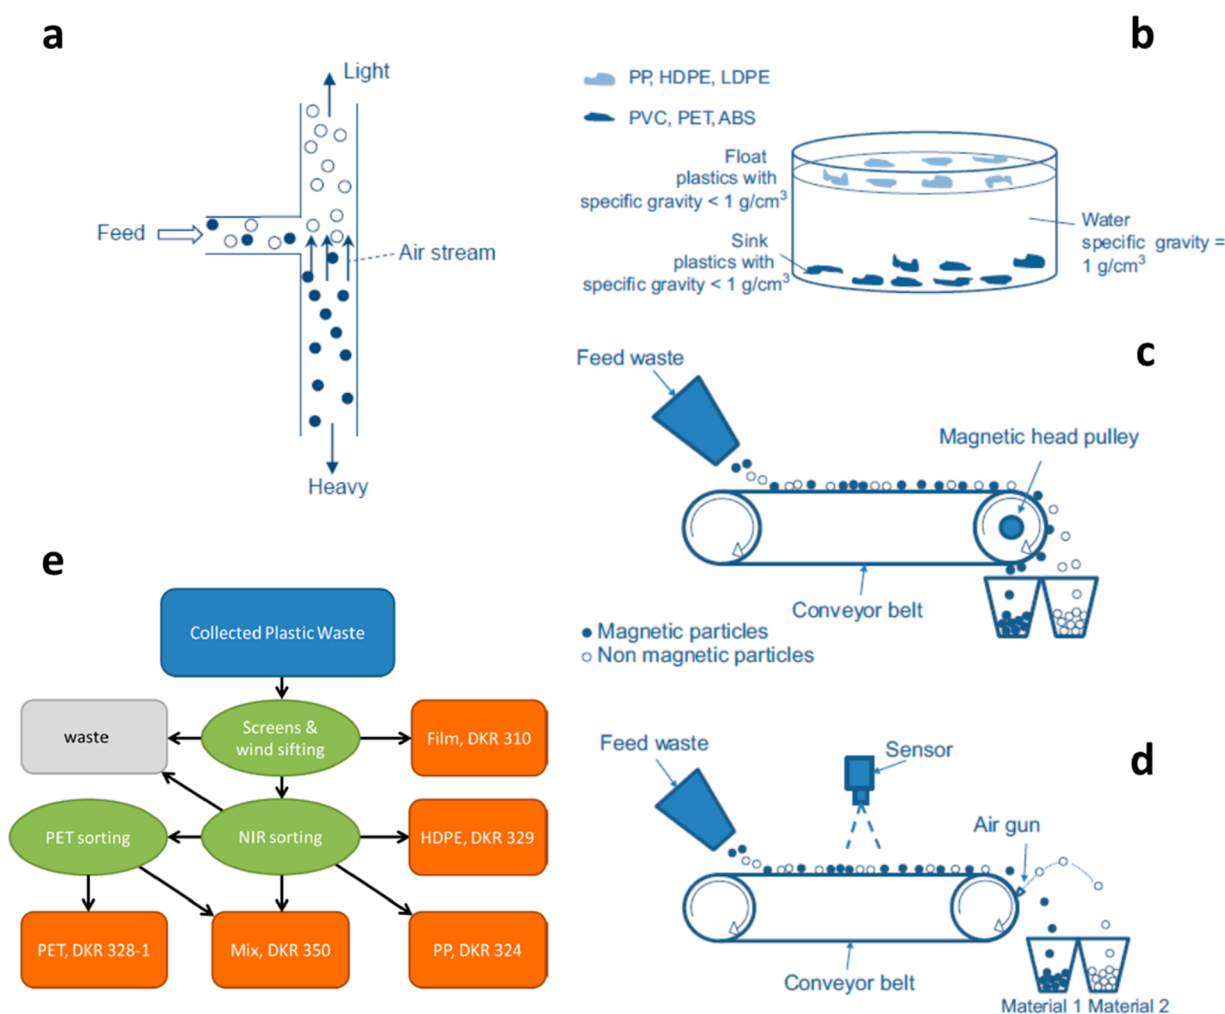 a
Light
Feed
Air stream
Heavy
b
PP, HDPE, LDPE
PVC, PET, ABS
Float
plastics with
specific gravity < 1 g/cm³
Sink
plastics with
specific gravity < 1 g/cm³
Water
specific gravity =
1 g/cm³
c
Feed waste
Magnetic head pulley
Conveyor belt
Magnetic particles
Non magnetic particles
d
Feed waste
Sensor
Air gun
Conveyor belt
Material 1 Material 2
e
Collected Plastic Waste
waste
Screens &
wind sifting
Film, DKR 310
PET sorting
NIR sorting
HDPE, DKR 329
PET, DKR 328-1
Mix, DKR 350
PP, DKR 324